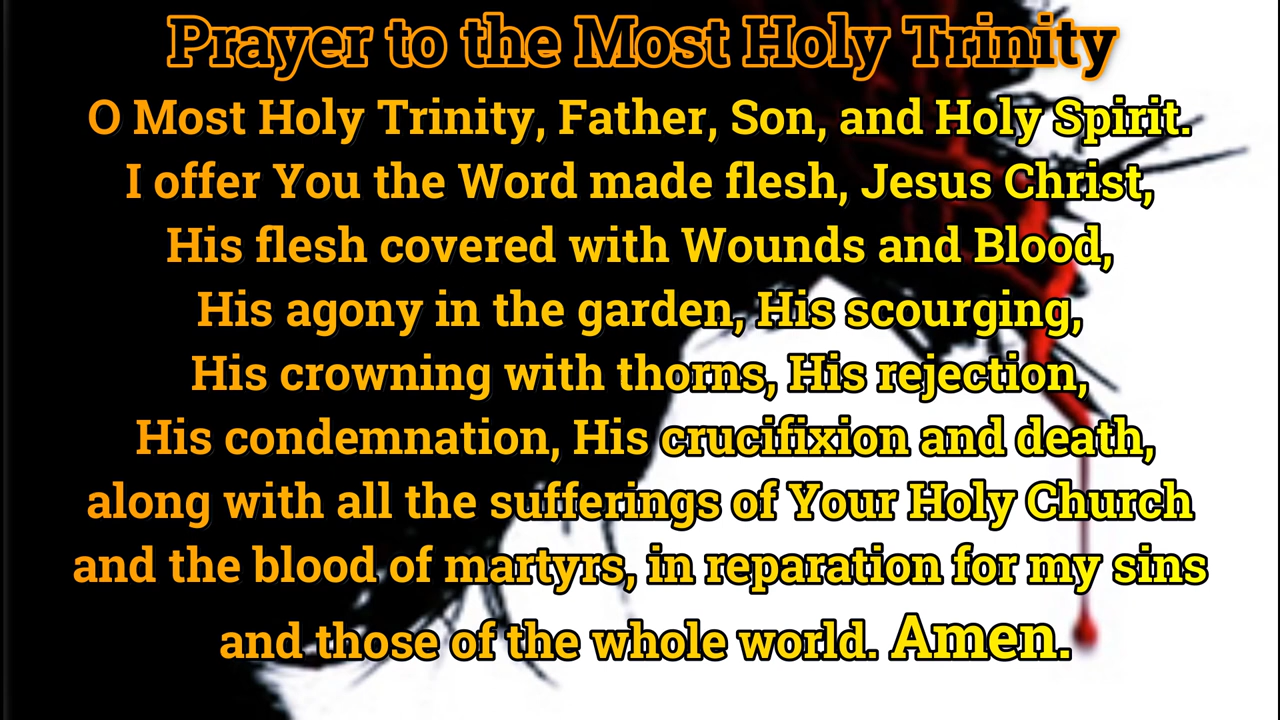 Prayer to the Most Holy Trinity
O Most Holy Trinity, Father, Son, and Holy Spirit.
I offer You the Word made flesh, Jesus Christ,
His flesh covered with Wounds and Blood,
His agony in the garden, His scourging,
His crowning with thorns, His rejection,
His condemnation, His crucifixion and death,
along with all the sufferings of Your Holy Church
and the blood of martyrs, in reparation for my sins
and those of the whole world. Amen.